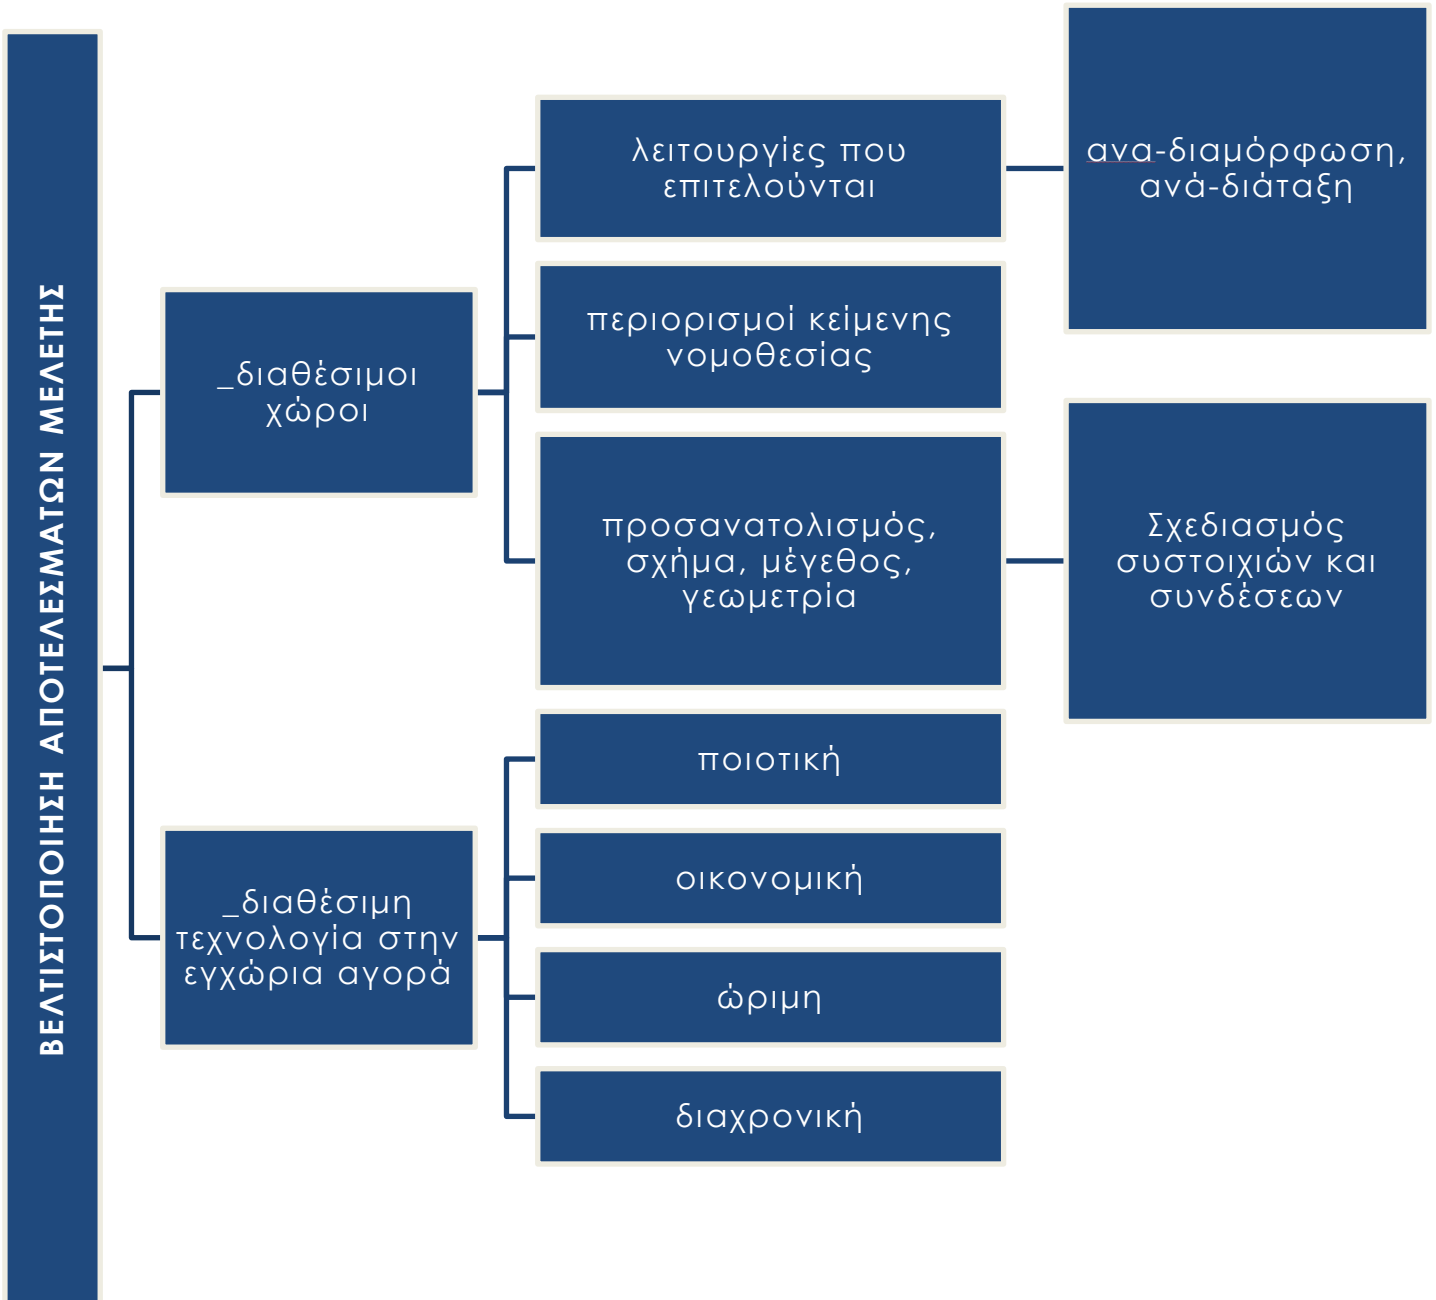 ΒΕΛΤΙΣΤΟΠΟΙΗΣΗ ΑΠΟΤΕΛΕΣΜΑΤΩΝ ΜΕΛΕΤΗΣ
_διαθέσιμοι
χώροι
λειτουργίες που
επιτελούνται
ανα-διαμόρφωση,
ανά-διάταξη
περιορισμοί κείμενης
νομοθεσίας
προσανατολισμός,
σχήμα, μέγεθος,
γεωμετρία
Σχεδιασμός
συστοιχιών και
συνδέσεων
_διαθέσιμη
τεχνολογία στην
εγχώρια αγορά
ποιοτική
οικονομική
ώριμη
διαχρονική